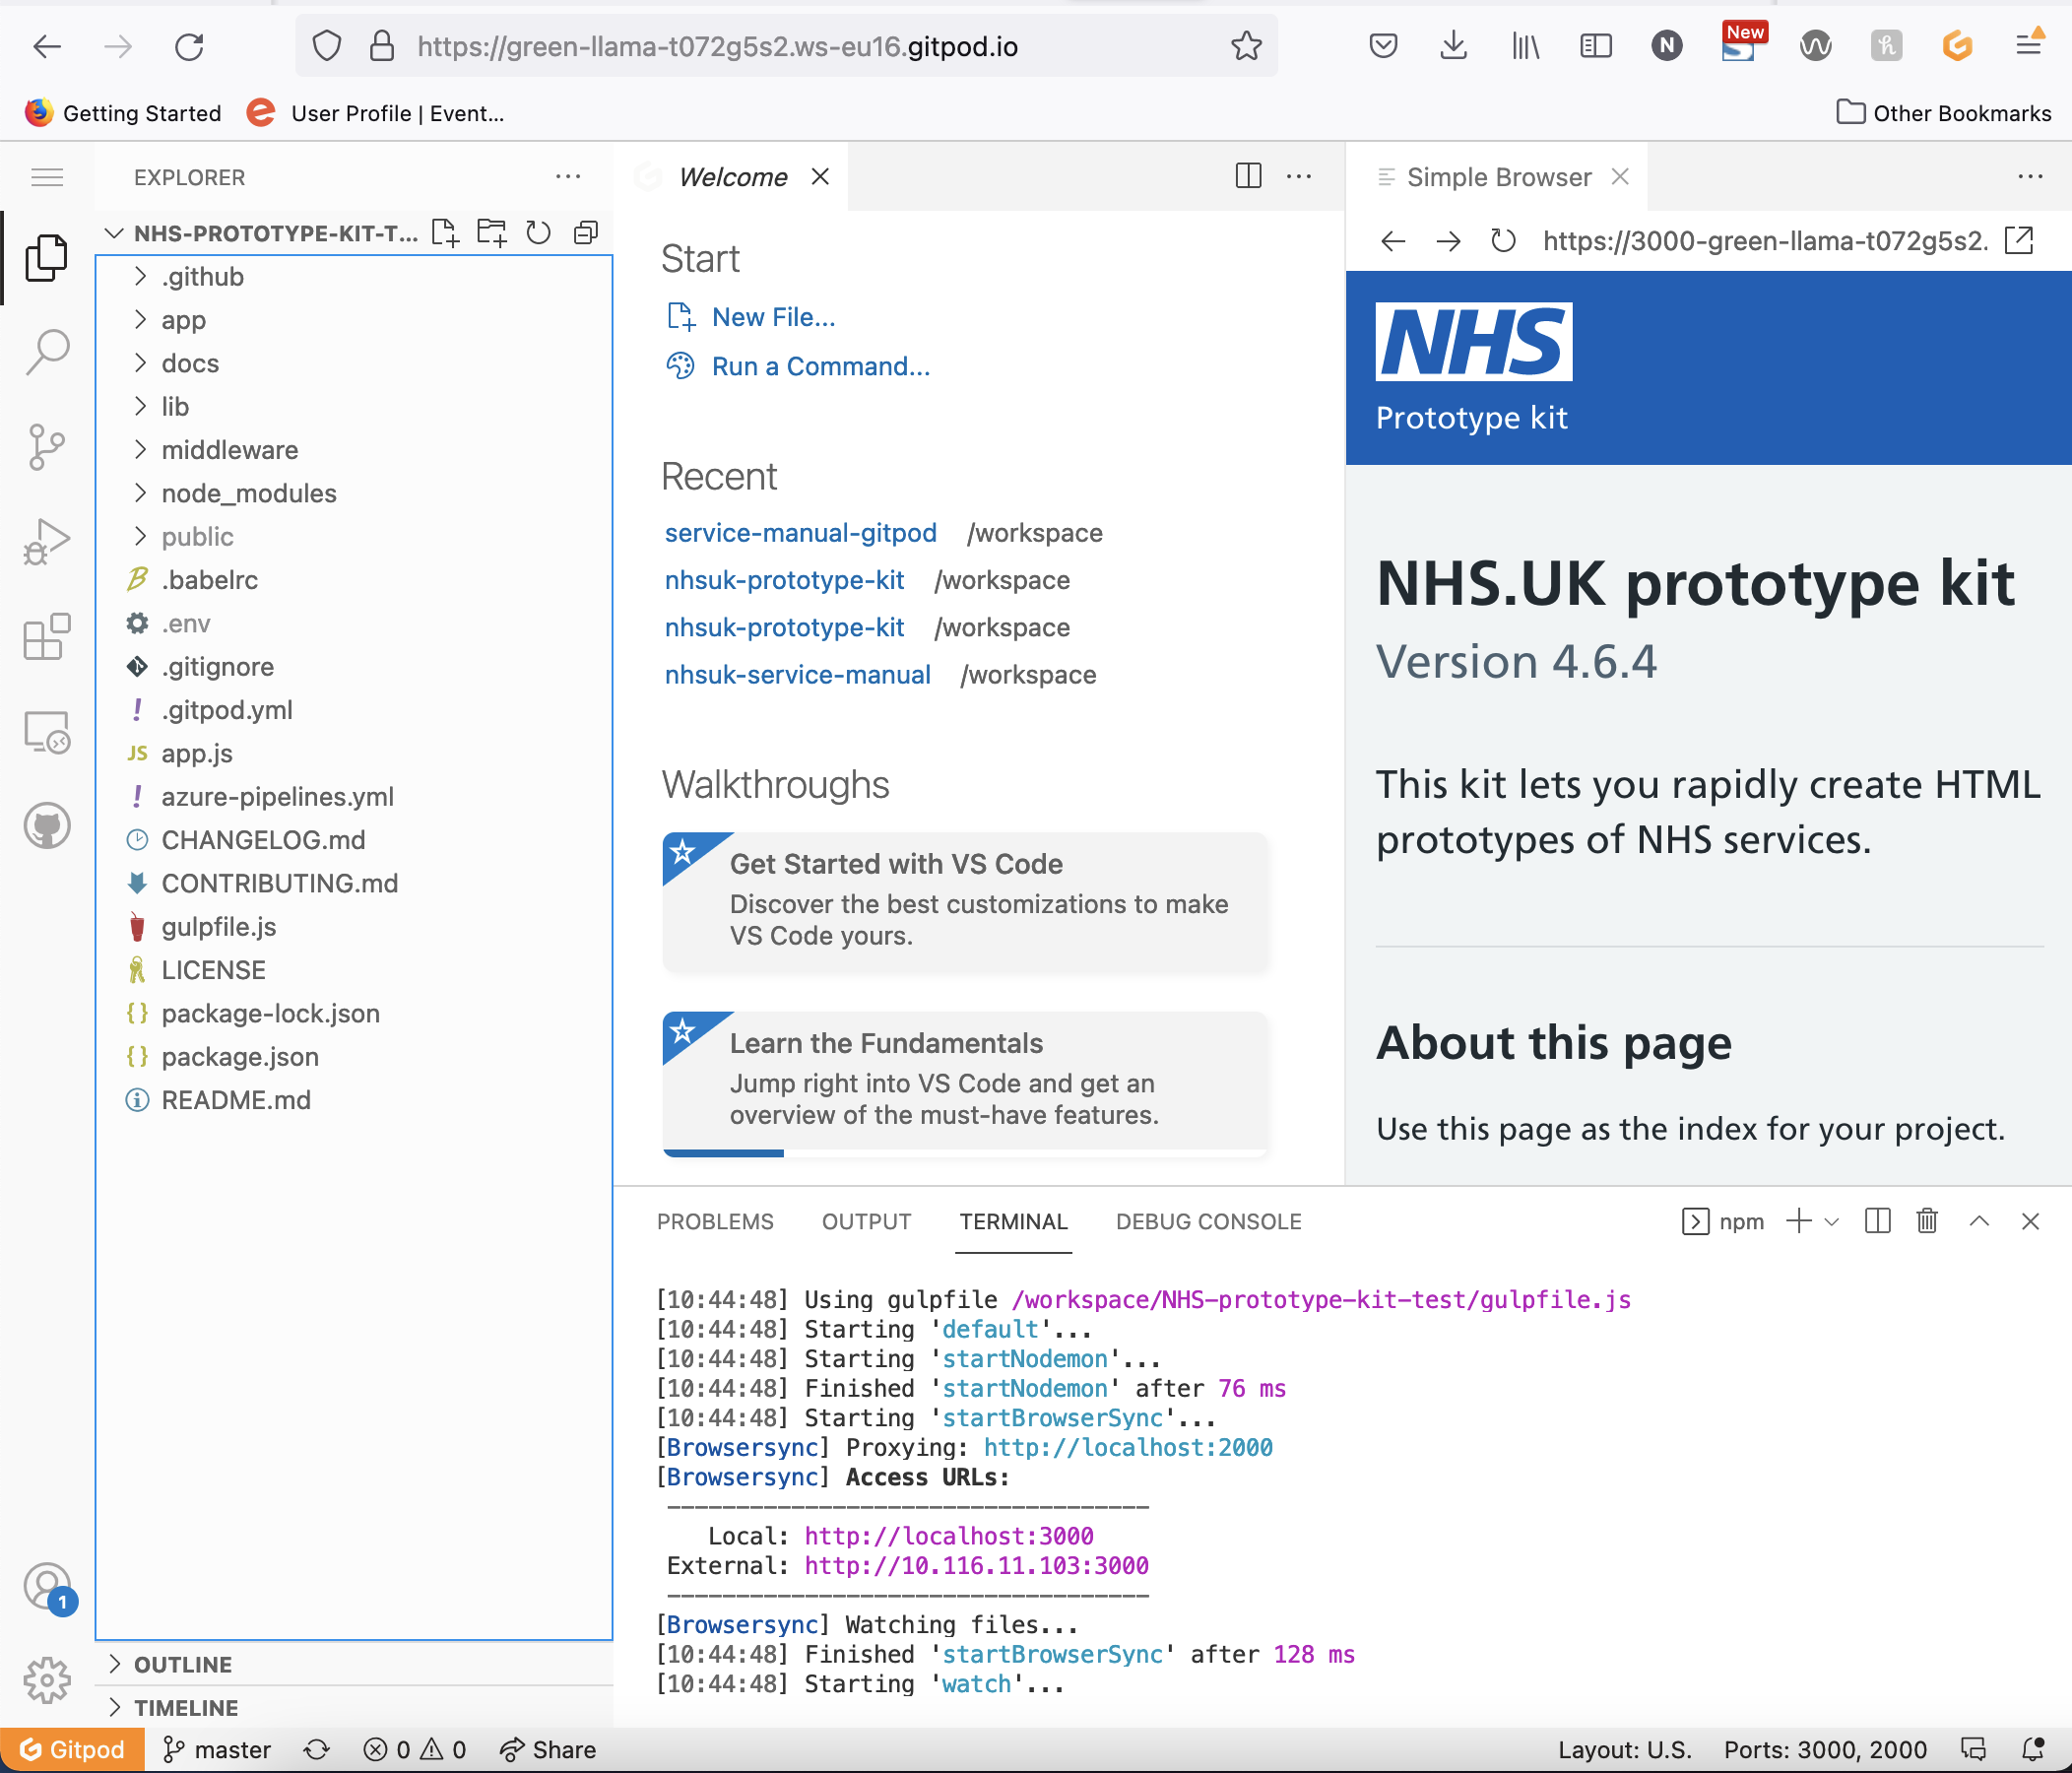 https://green-llama-t072g5s2.ws-eu16.gitpod.io
N
New
Getting Started
User Profile | Event...
Other Bookmarks
EXPLORER
NHS-PROTOTYPE-KIT-T...
.github
app
docs
lib
middleware
node_modules
public
.babelrc
.env
.gitignore
.gitpod.yml
JS app.js
azure-pipelines.yml
CHANGELOG.md
CONTRIBUTING.md
gulpfile.js
LICENSE
{} package-lock.json
{} package.json
README.md
OUTLINE
TIMELINE
1
Welcome
Start
New File...
Run a Command...
Recent
service-manual-gitpod /workspace
nhsuk-prototype-kit /workspace
nhsuk-prototype-kit /workspace
nhsuk-service-manual /workspace
Walkthroughs
Get Started with VS Code
Discover the best customizations to make
VS Code yours.
Learn the Fundamentals
Jump right into VS Code and get an
overview of the must-have features.
Simple Browser
https://3000-green-llama-t072g5s2.
NHS
Prototype kit
NHS.UK prototype kit
Version 4.6.4
This kit lets you rapidly create HTML
prototypes of NHS services.
About this page
Use this page as the index for your project.
PROBLEMS OUTPUT TERMINAL DEBUG CONSOLE
npm
[10:44:48] Using gulpfile /workspace/NHS-prototype-kit-test/gulpfile.js
[10:44:48] Starting 'default'...
[10:44:48] Starting 'startNodemon'...
[10:44:48] Finished 'startNodemon' after 76 ms
[10:44:48] Starting 'startBrowserSync'...
[Browsersync] Proxying: http://localhost:2000
[Browsersync] Access URLs:
-----------------------------------
Local: http://localhost:3000
External: http://10.116.11.103:3000
-----------------------------------
[Browsersync] Watching files...
[10:44:48] Finished 'startBrowserSync' after 128 ms
[10:44:48] Starting 'watch'...
Gitpod master 0 0 Share
Layout: U.S. Ports: 3000, 2000